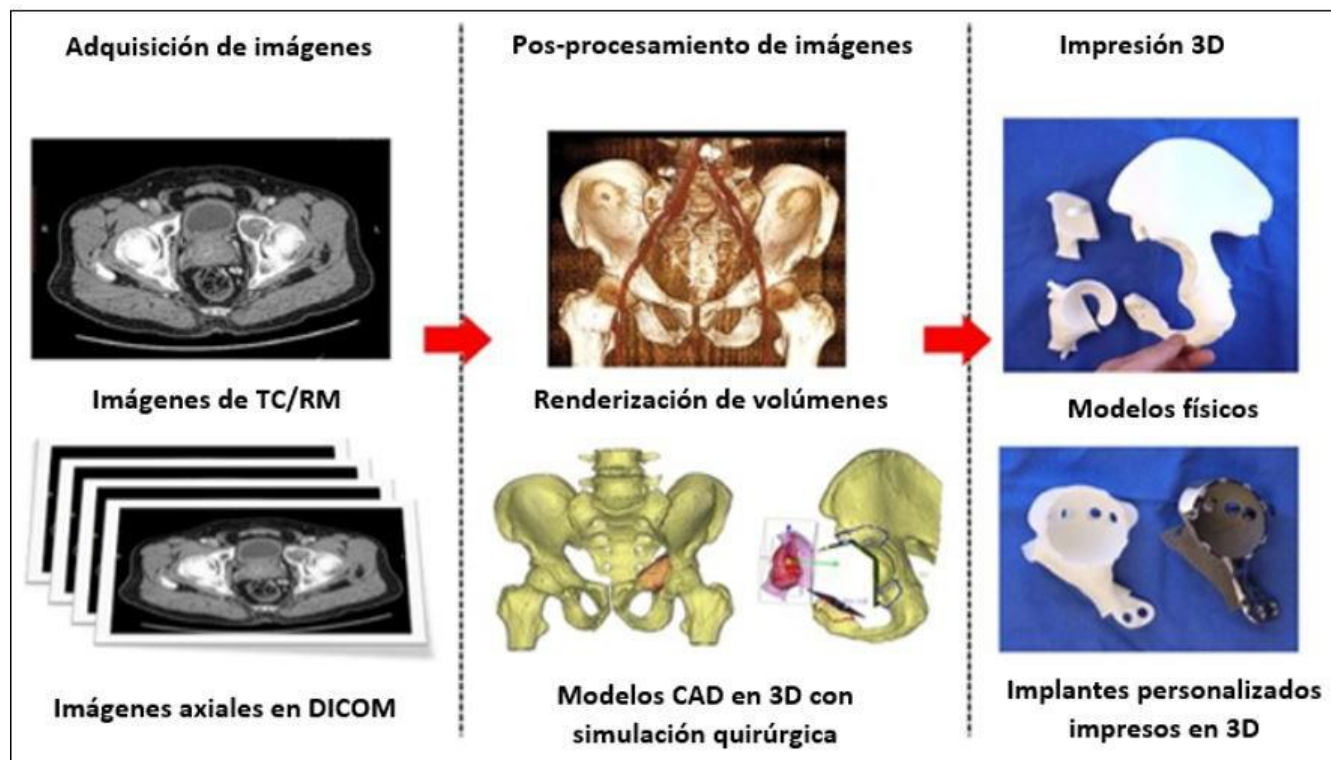 Adquisición de imágenes
Pos-procesamiento de imágenes
Impresión 3D
Imágenes de TC/RM
Renderización de volúmenes
Modelos físicos
Imágenes axiales en DICOM
Modelos CAD en 3D con
simulación quirúrgica
Implantes personalizados
impresos en 3D